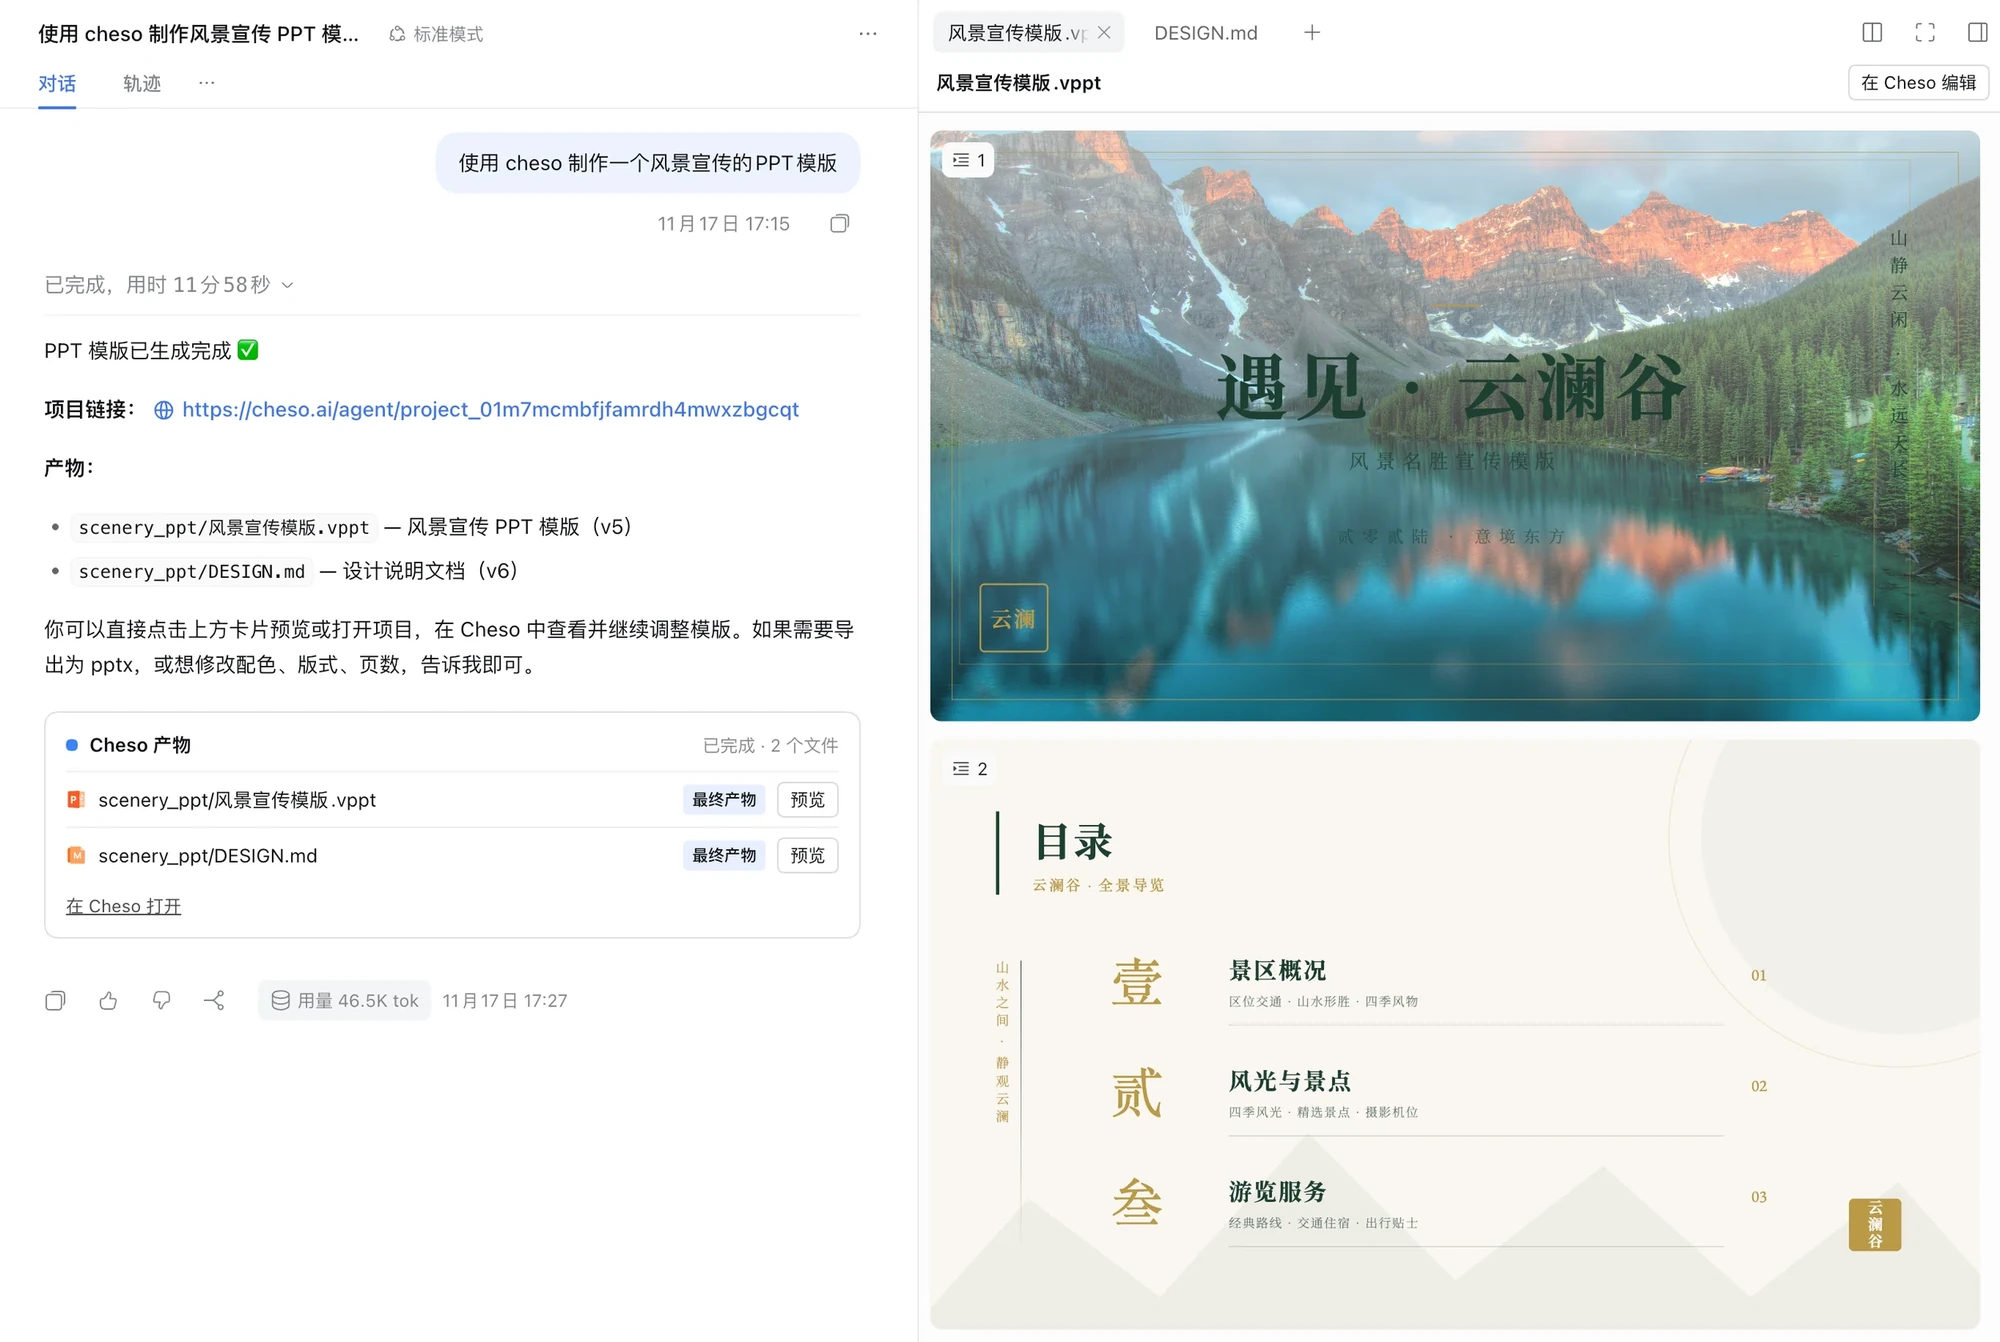 使用 cheso 制作风景宣传 PPT 模...
标准模式
对话
轨迹
使用 cheso 制作一个风景宣传的PPT模版
11月17日 17:15
已完成，用时 11分58秒
PPT 模版已生成完成 ✅
项目链接： https://cheso.ai/agent/project_01m7mcmbfjfamrdh4mwxzbgcqt
产物：
• scenery_ppt/风景宣传模版.vppt — 风景宣传 PPT 模版（v5）
• scenery_ppt/DESIGN.md — 设计说明文档（v6）
你可以直接点击上方卡片预览或打开项目，在 Cheso 中查看并继续调整模版。如果需要导
出为 pptx，或想修改配色、版式、页数，告诉我即可。
Cheso 产物
已完成 · 2 个文件
scenery_ppt/风景宣传模版.vppt
最终产物
预览
scenery_ppt/DESIGN.md
最终产物
预览
在 Cheso 打开
用量 46.5K tok
11月17日 17:27
风景宣传模版.vp
DESIGN.md
风景宣传模版.vppt
在 Cheso 编辑
1
山静云闲 · 水远天长
遇见 · 云澜谷
风景名胜宣传模版
贰零贰陆 · 意境东方
云澜
2
目录
云澜谷 · 全景导览
山水之间 · 静观云澜
壹
景区概况
区位交通 · 山水形胜 · 四季风物
01
贰
风光与景点
四季风光 · 精选景点 · 摄影机位
02
叁
游览服务
经典路线 · 交通住宿 · 出行贴士
03
云澜谷